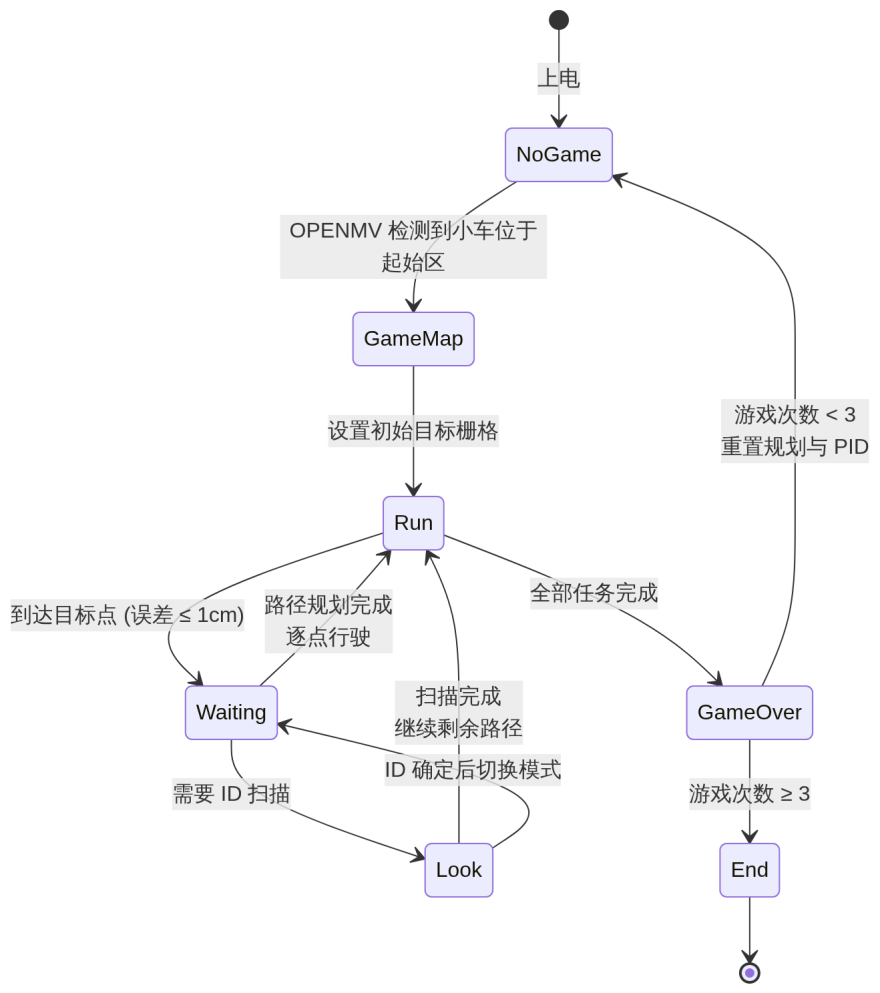 上电
NoGame
OPENMV 检测到小车位于
起始区
GameMap
游戏次数 < 3
重置规划与 PID
设置初始目标栅格
Run
到达目标点 (误差 ≤ 1cm)
路径规划完成
逐点行驶
全部任务完成
Waiting
扫描完成
继续剩余路径
GameOver
ID 确定后切换模式
需要 ID 扫描
游戏次数 ≥ 3
Look
End